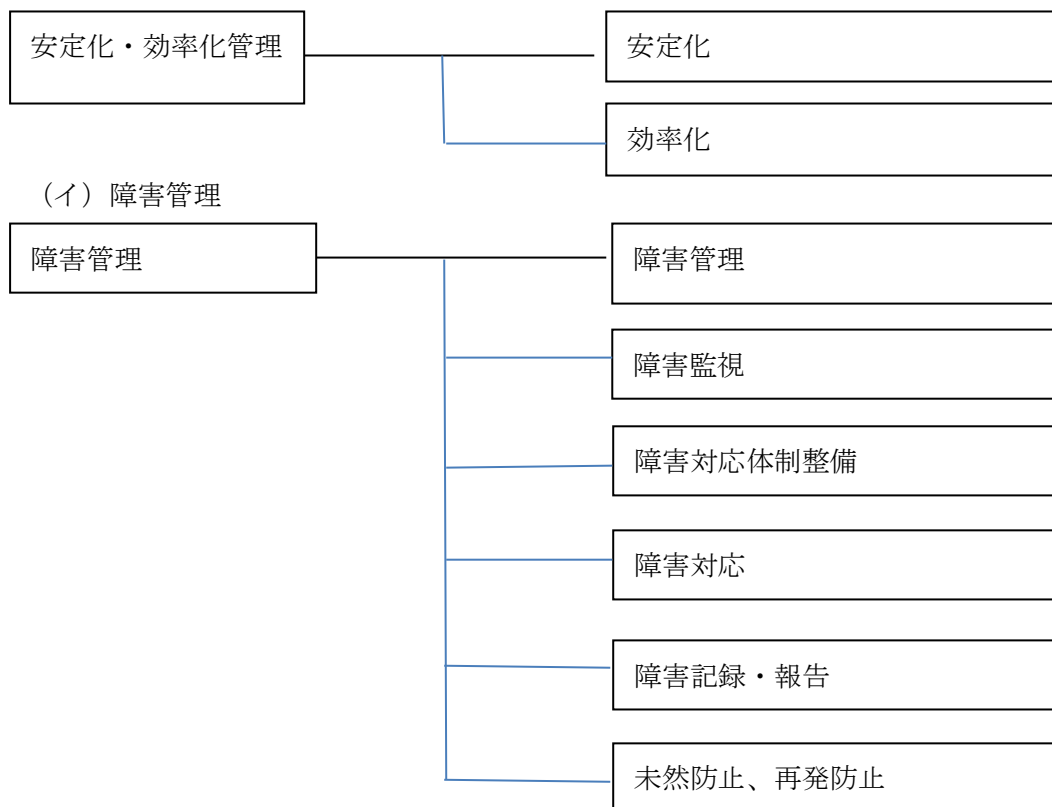 安定化・効率化管理
安定化
効率化
（イ）障害管理
障害管理
障害管理
障害監視
障害対応体制整備
障害対応
障害記録・報告
未然防止、再発防止